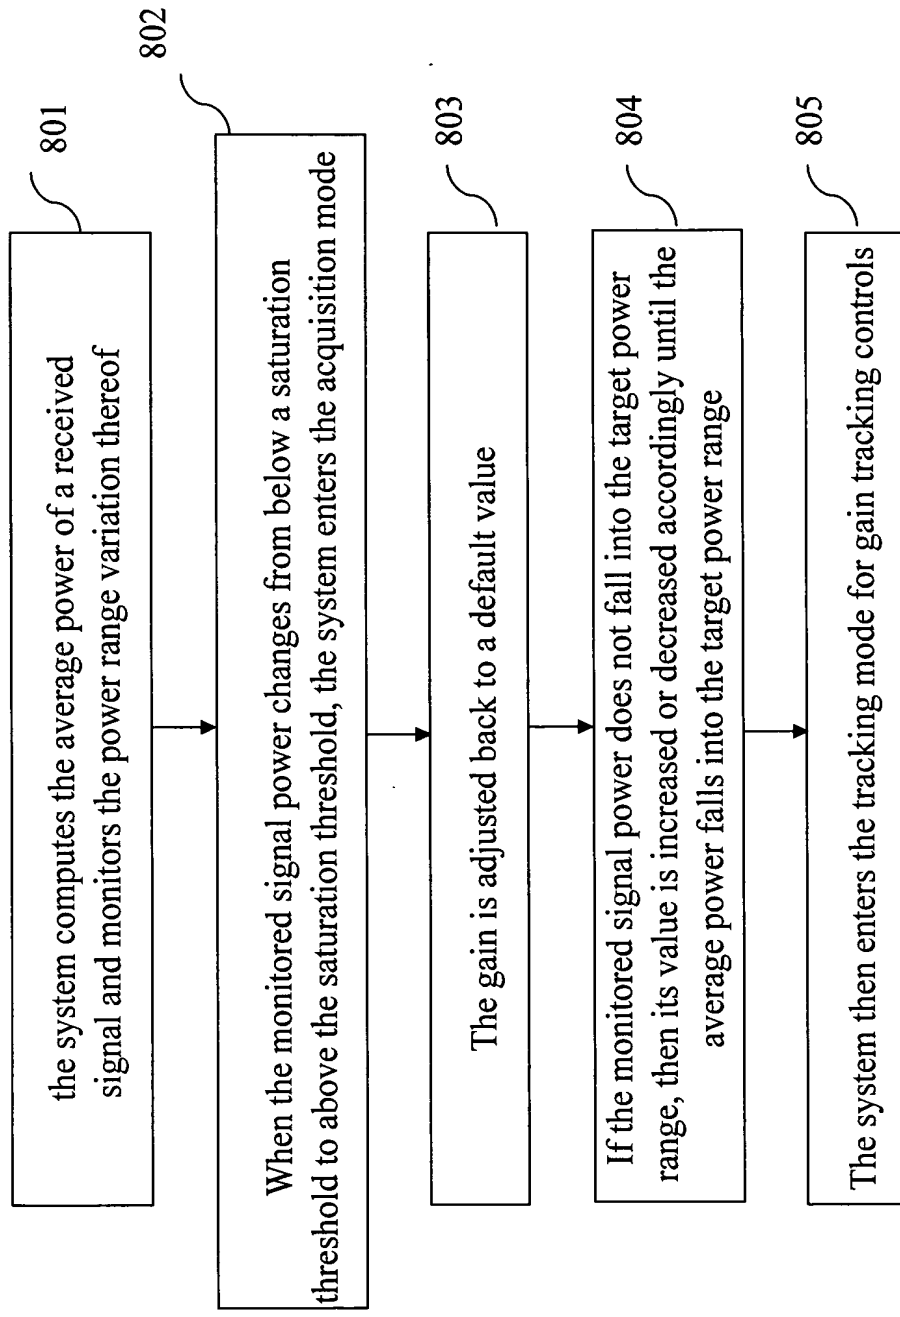 801
the system computes the average power of a received
signal and monitors the power range variation thereof
802
When the monitored signal power changes from below a saturation
threshold to above the saturation threshold, the system enters the acquisition mode
803
The gain is adjusted back to a default value
804
If the monitored signal power does not fall into the target power
range, then its value is increased or decreased accordingly until the
average power falls into the target power range
805
The system then enters the tracking mode for gain tracking controls